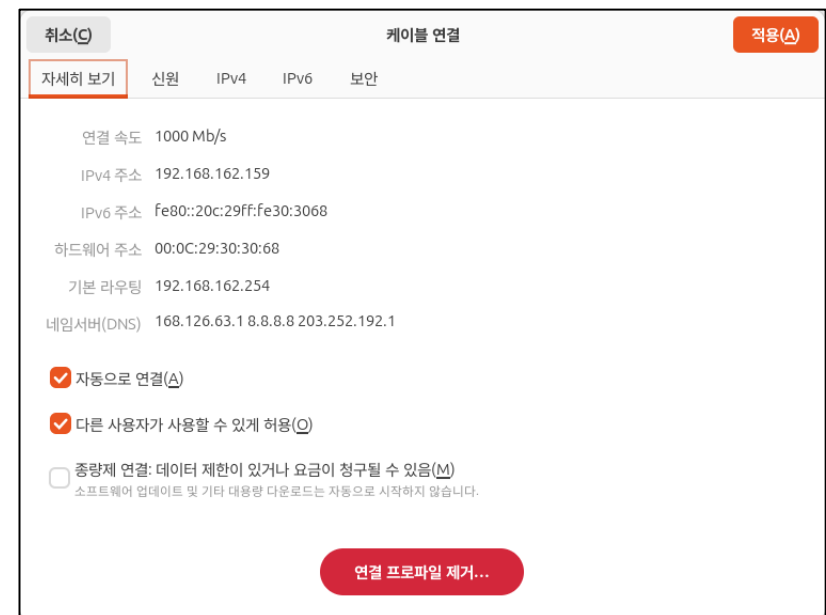 취소(C) 케이블 연결 적용(A)
자세히 보기 신원 IPv4 IPv6 보안
연결 속도 1000 Mb/s
IPv4 주소 192.168.162.159
IPv6 주소 fe80::20c:29ff:fe30:3068
하드웨어 주소 00:0C:29:30:30:68
기본 라우팅 192.168.162.254
네임서버(DNS) 168.126.63.1 8.8.8.8 203.252.192.1
자동으로 연결(A)
다른 사용자가 사용할 수 있게 허용(O)
종량제 연결: 데이터 제한이 있거나 요금이 청구될 수 있음(M)
소프트웨어 업데이트 및 기타 대용량 다운로드는 자동으로 시작하지 않습니다.
연결 프로파일 제거...